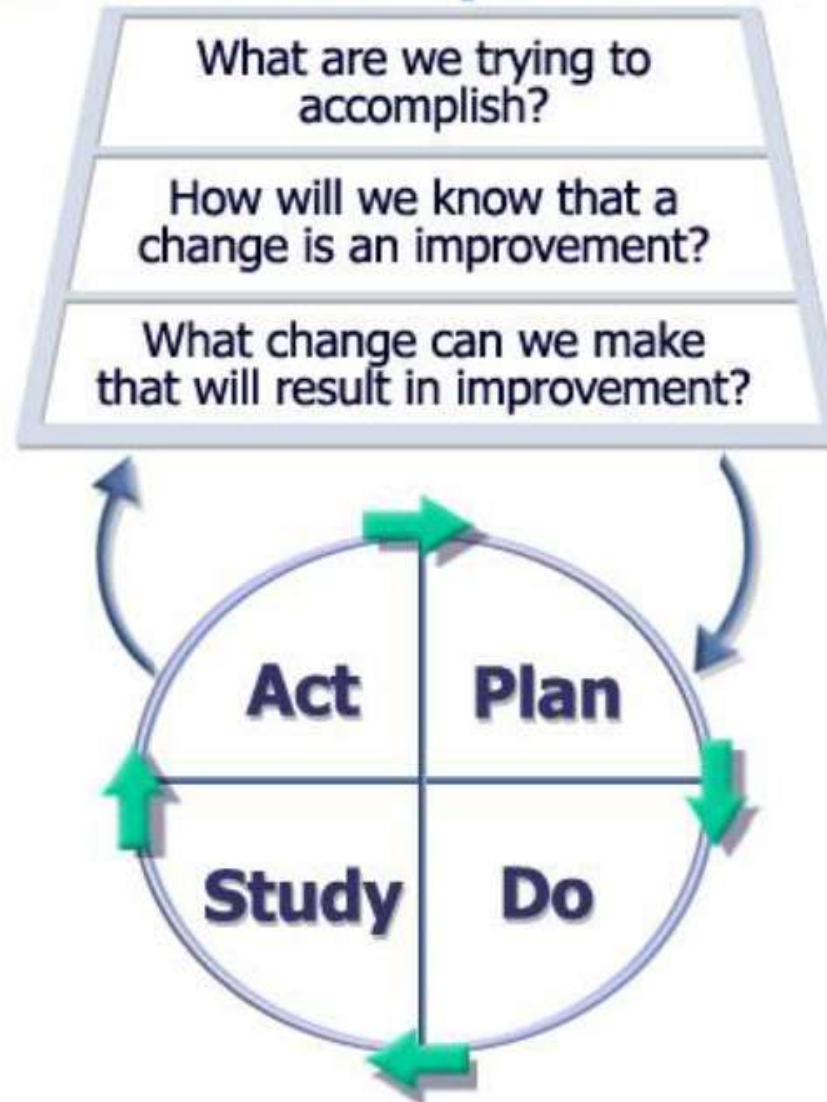 What are we trying to
accomplish?
How will we know that a
change is an improvement?
What change can we make
that will result in improvement?
Act
Plan
Study
Do